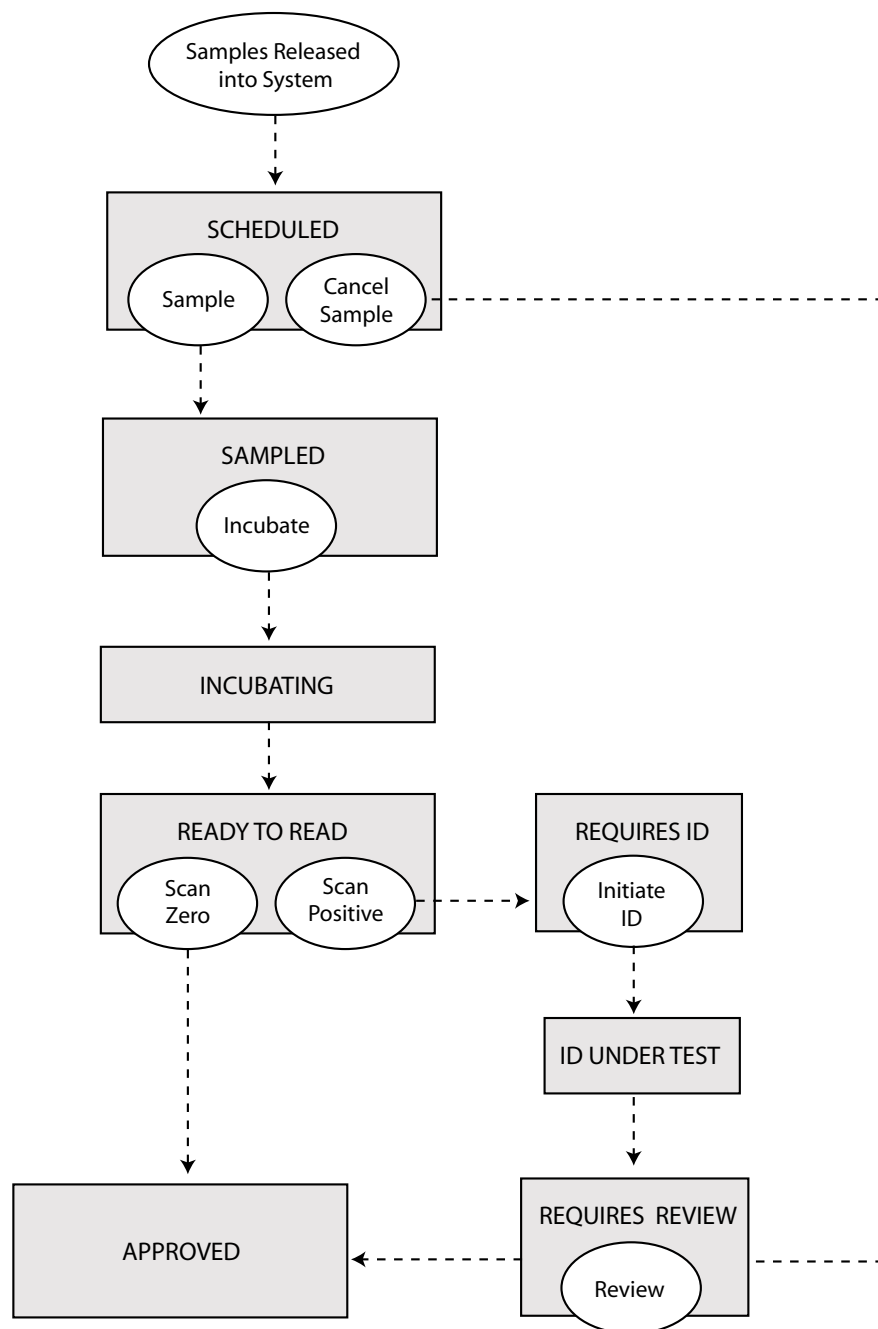 Samples Released
into System
SCHEDULED
Sample
Cancel
Sample
SAMPLED
Incubate
INCUBATING
READY TO READ
Scan
Zero
Scan
Positive
REQUIRES ID
Initiate
ID
ID UNDER TEST
APPROVED
REQUIRES REVIEW
Review